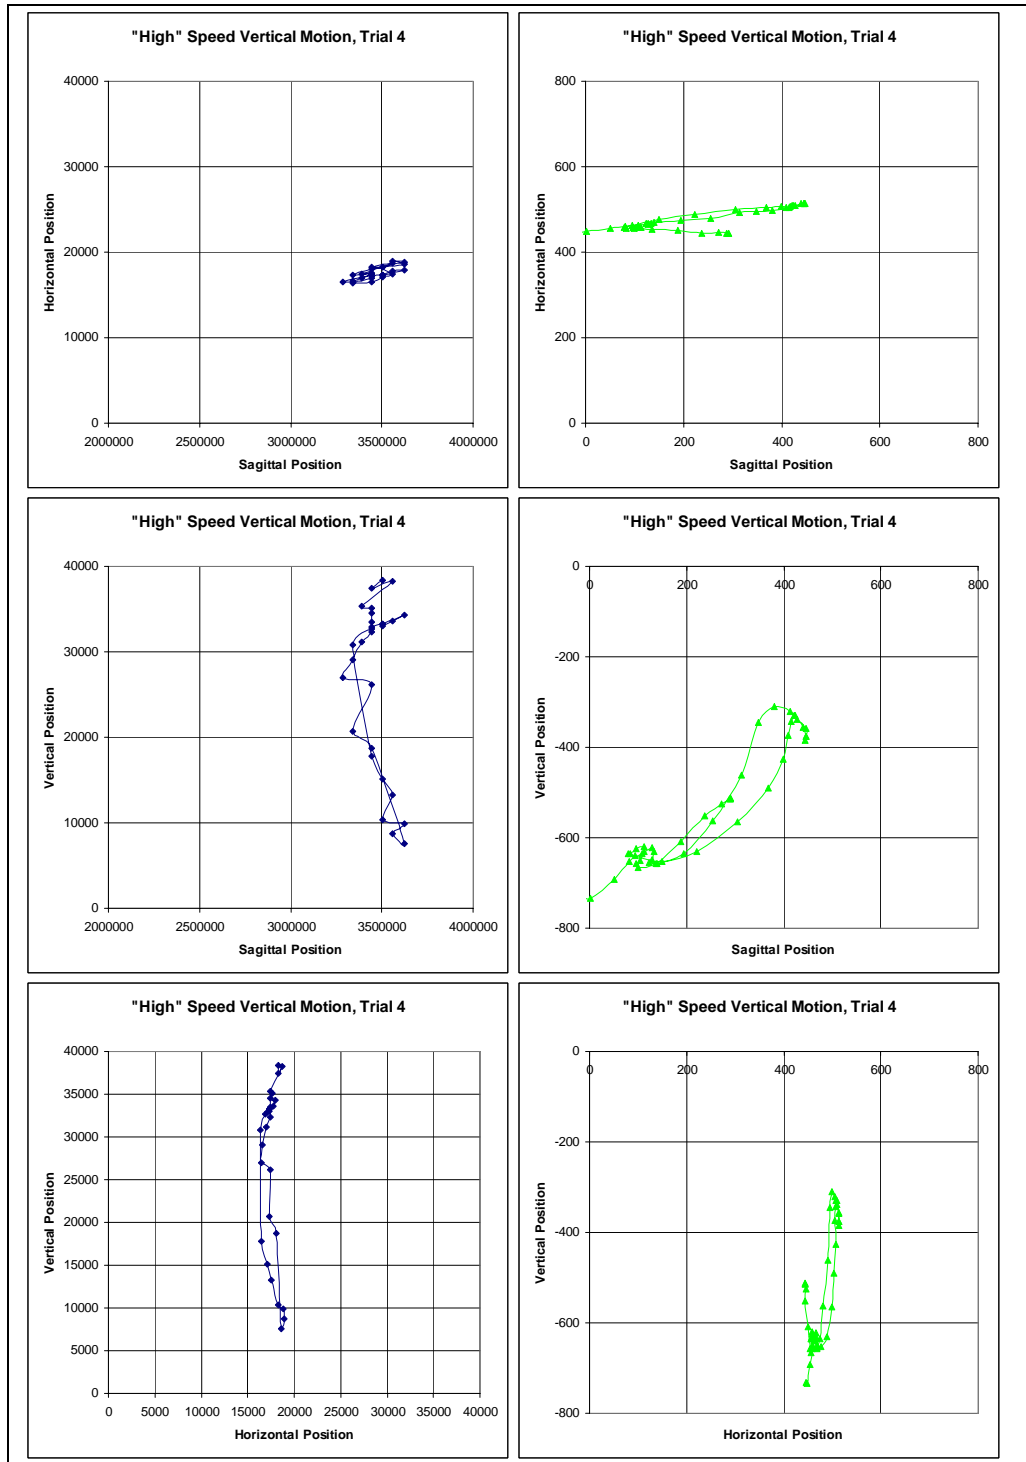 "High" Speed Vertical Motion, Trial 4
40000
30000
20000
10000
0
2000000 2500000 3000000 3500000 4000000
Horizontal Position
Sagittal Position
"High" Speed Vertical Motion, Trial 4
800
600
400
200
0
0 200 400 600 800
Horizontal Position
Sagittal Position
"High" Speed Vertical Motion, Trial 4
40000
30000
20000
10000
0
2000000 2500000 3000000 3500000 4000000
Vertical Position
Sagittal Position
"High" Speed Vertical Motion, Trial 4
0
-200
-400
-600
-800
0 200 400 600 800
Vertical Position
Sagittal Position
"High" Speed Vertical Motion, Trial 4
40000
35000
30000
25000
20000
15000
10000
5000
0
0 5000 10000 15000 20000 25000 30000 35000 40000
Vertical Position
Horizontal Position
"High" Speed Vertical Motion, Trial 4
0
-200
-400
-600
-800
0 200 400 600 800
Vertical Position
Horizontal Position